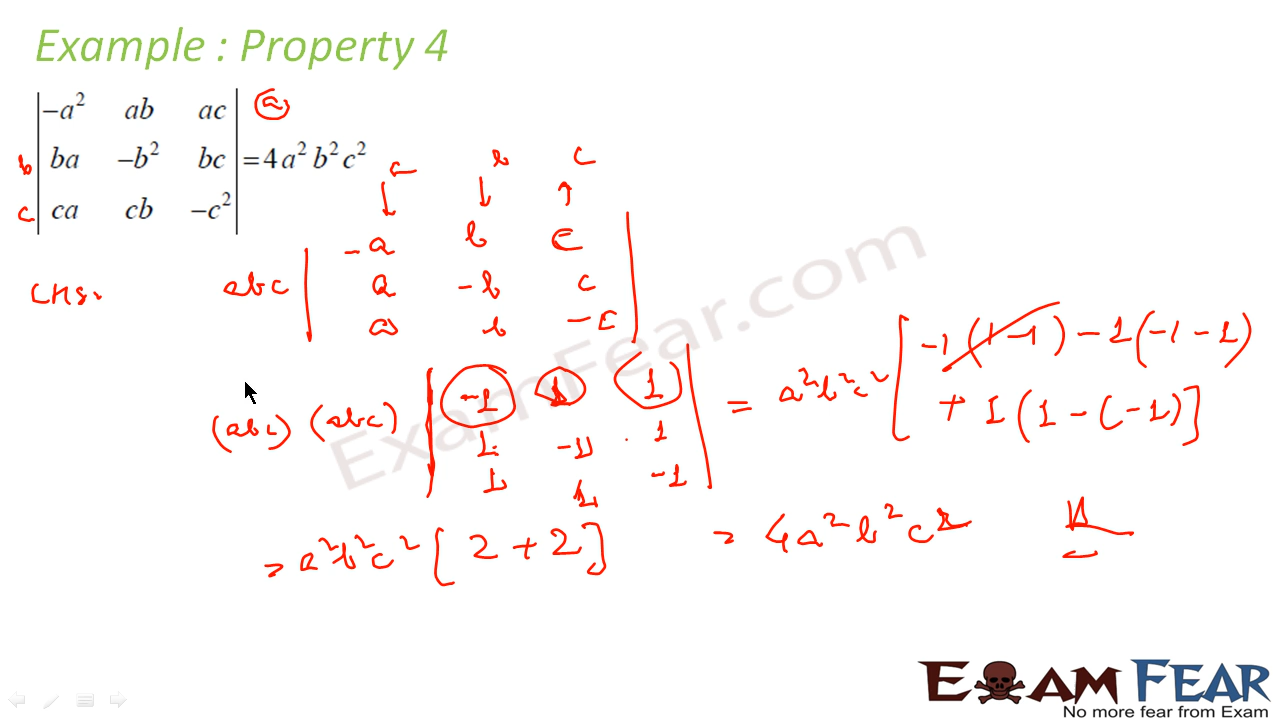 Example : Property 4
-a² ab ac (a)
b ba -b² bc = 4a²b²c²
c ca cb -c²
a b c
-a b c
LHS = abc a -b c
a b -c
-1 1 1
(abc) (abc) 1 -1 1
1 1 -1
= a²b²c² [ -1(1-1) - 1(-1-1)
+ 1(1-(-1)]
= a²b²c² [ 2 + 2 ]
= 4a²b²c²
ExamFear.com
EXAM FEAR
No more fear from Exam